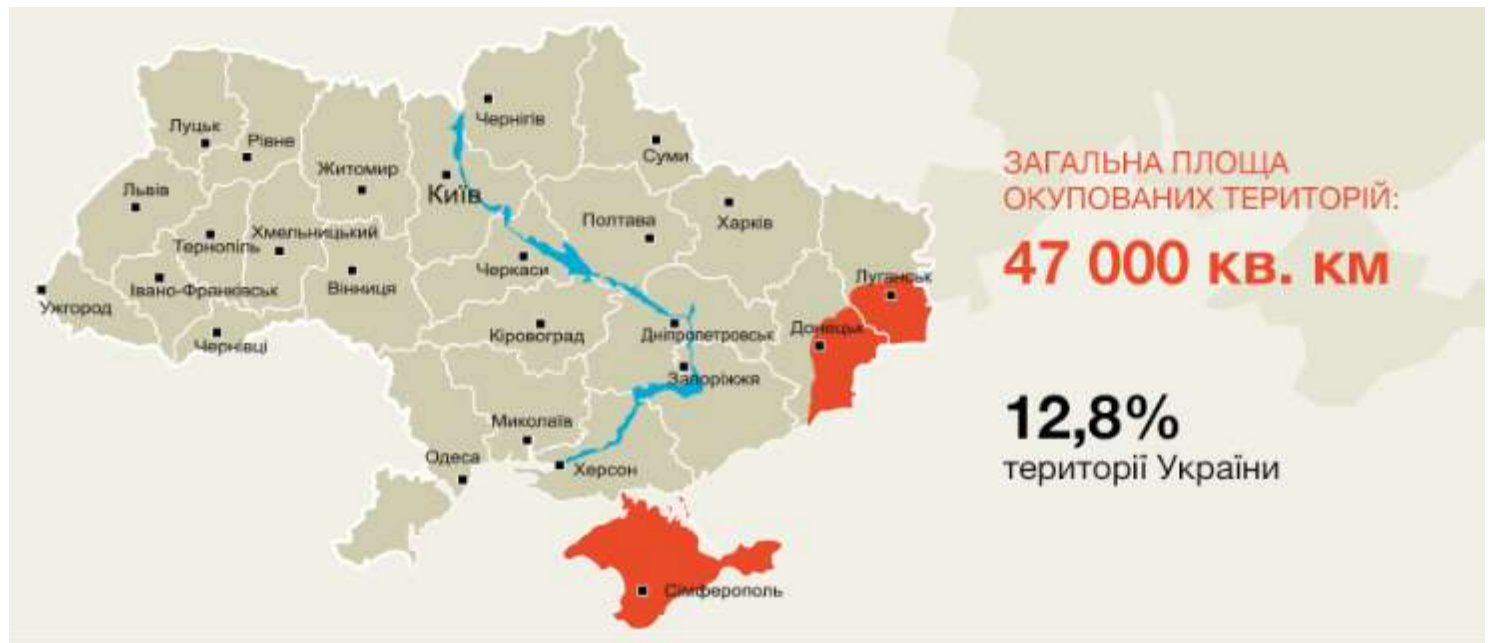 Чернігів
Луцьк
Рівне
Суми
Житомир
Київ
Львів
Полтава
Харків
Хмельницький
Тернопіль
Черкаси
Луганськ
Івано-Франківськ
Вінниця
Ужгород
Кіровоград
Дніпропетровськ
Донецьк
Чернівці
Запоріжжя
Миколаїв
Одеса
Херсон
Сімферополь
ЗАГАЛЬНА ПЛОЩА
ОКУПОВАНИХ ТЕРИТОРІЙ:
47 000 кв. км
12,8%
території України